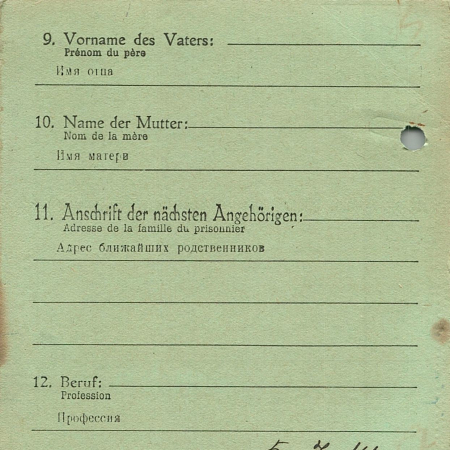 9. Vorname des Vaters:
Prénom du père
Имя отца
10. Name der Mutter:
Nom de la mère
Имя матери
11. Anschrift der nächsten Angehörigen:
Adresse de la famille du prisonnier
Адрес ближайших родственников
12. Beruf:
Profession
Профессия